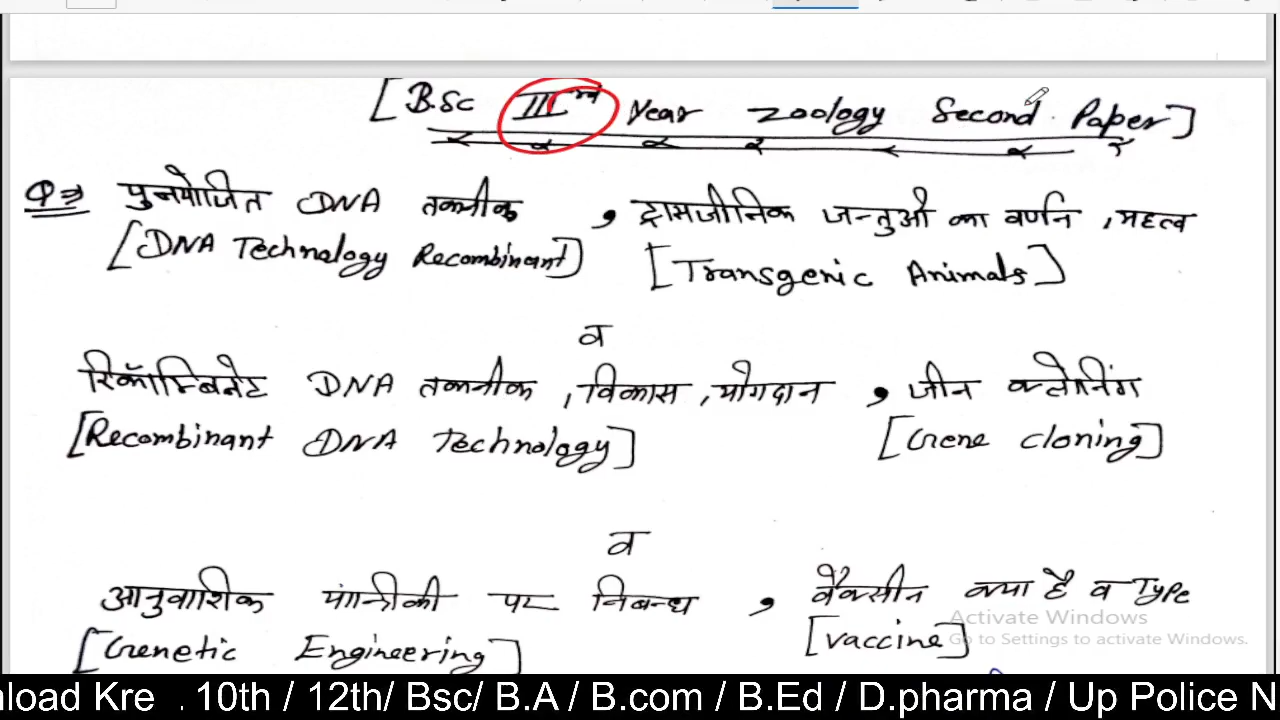 [B.Sc IIIrd Year Zoology Second Paper]
Q⇒ पुनर्योजित DNA तकनीक , ट्रांसजीनिक जन्तुओं का वर्णन , महत्व
[DNA Technology Recombinant] [Transgenic Animals]
व
रिकॉम्बिनेंट DNA तकनीक , विकास , योगदान , जीन क्लोनिंग
[Recombinant DNA Technology] [Gene cloning]
व
आनुवांशिक यांत्रिकी पर निबन्ध , वैक्सीन क्या है व Type
[Genetic Engineering] [vaccine]
Activate Windows
Go to Settings to activate Windows.
nload Kre . 10th / 12th/ Bsc/ B.A / B.com / B.Ed / D.pharma / Up Police N